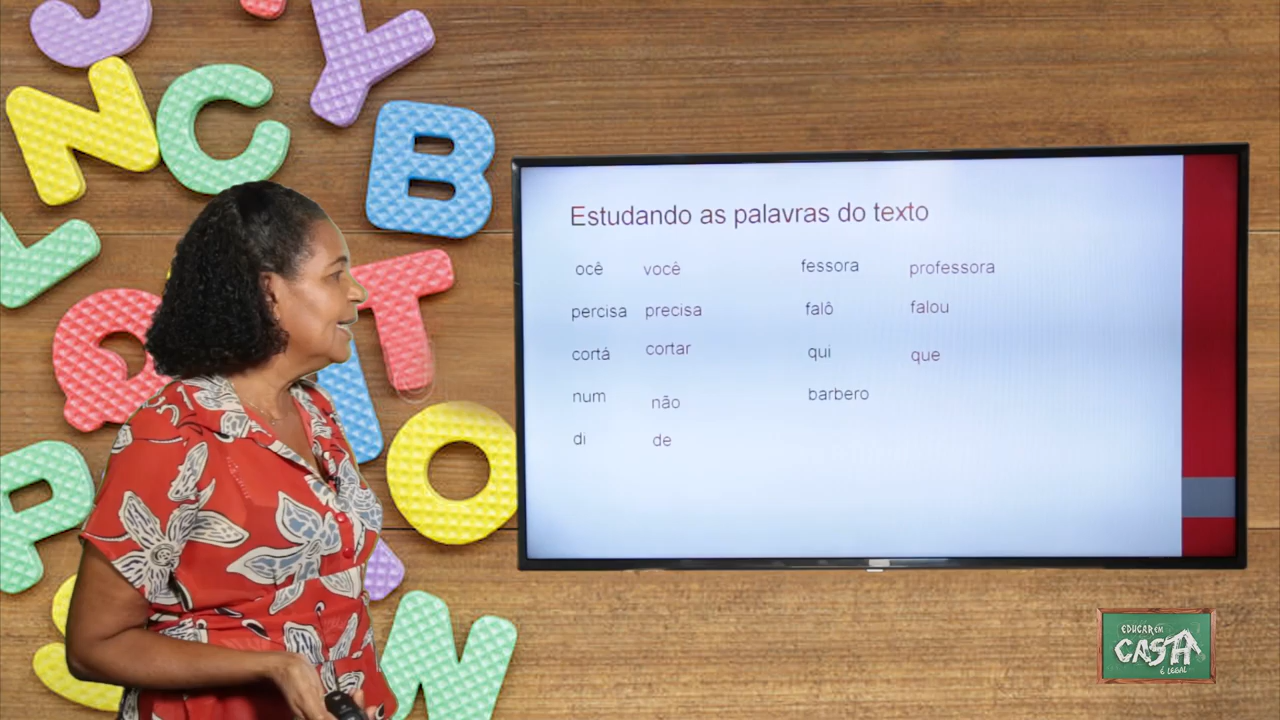 Estudando as palavras do texto
ocê você fessora professora
percisa precisa falô falou
cortá cortar qui que
num não barbero
di de
EDUCAR EM
CASA
É LEGAL